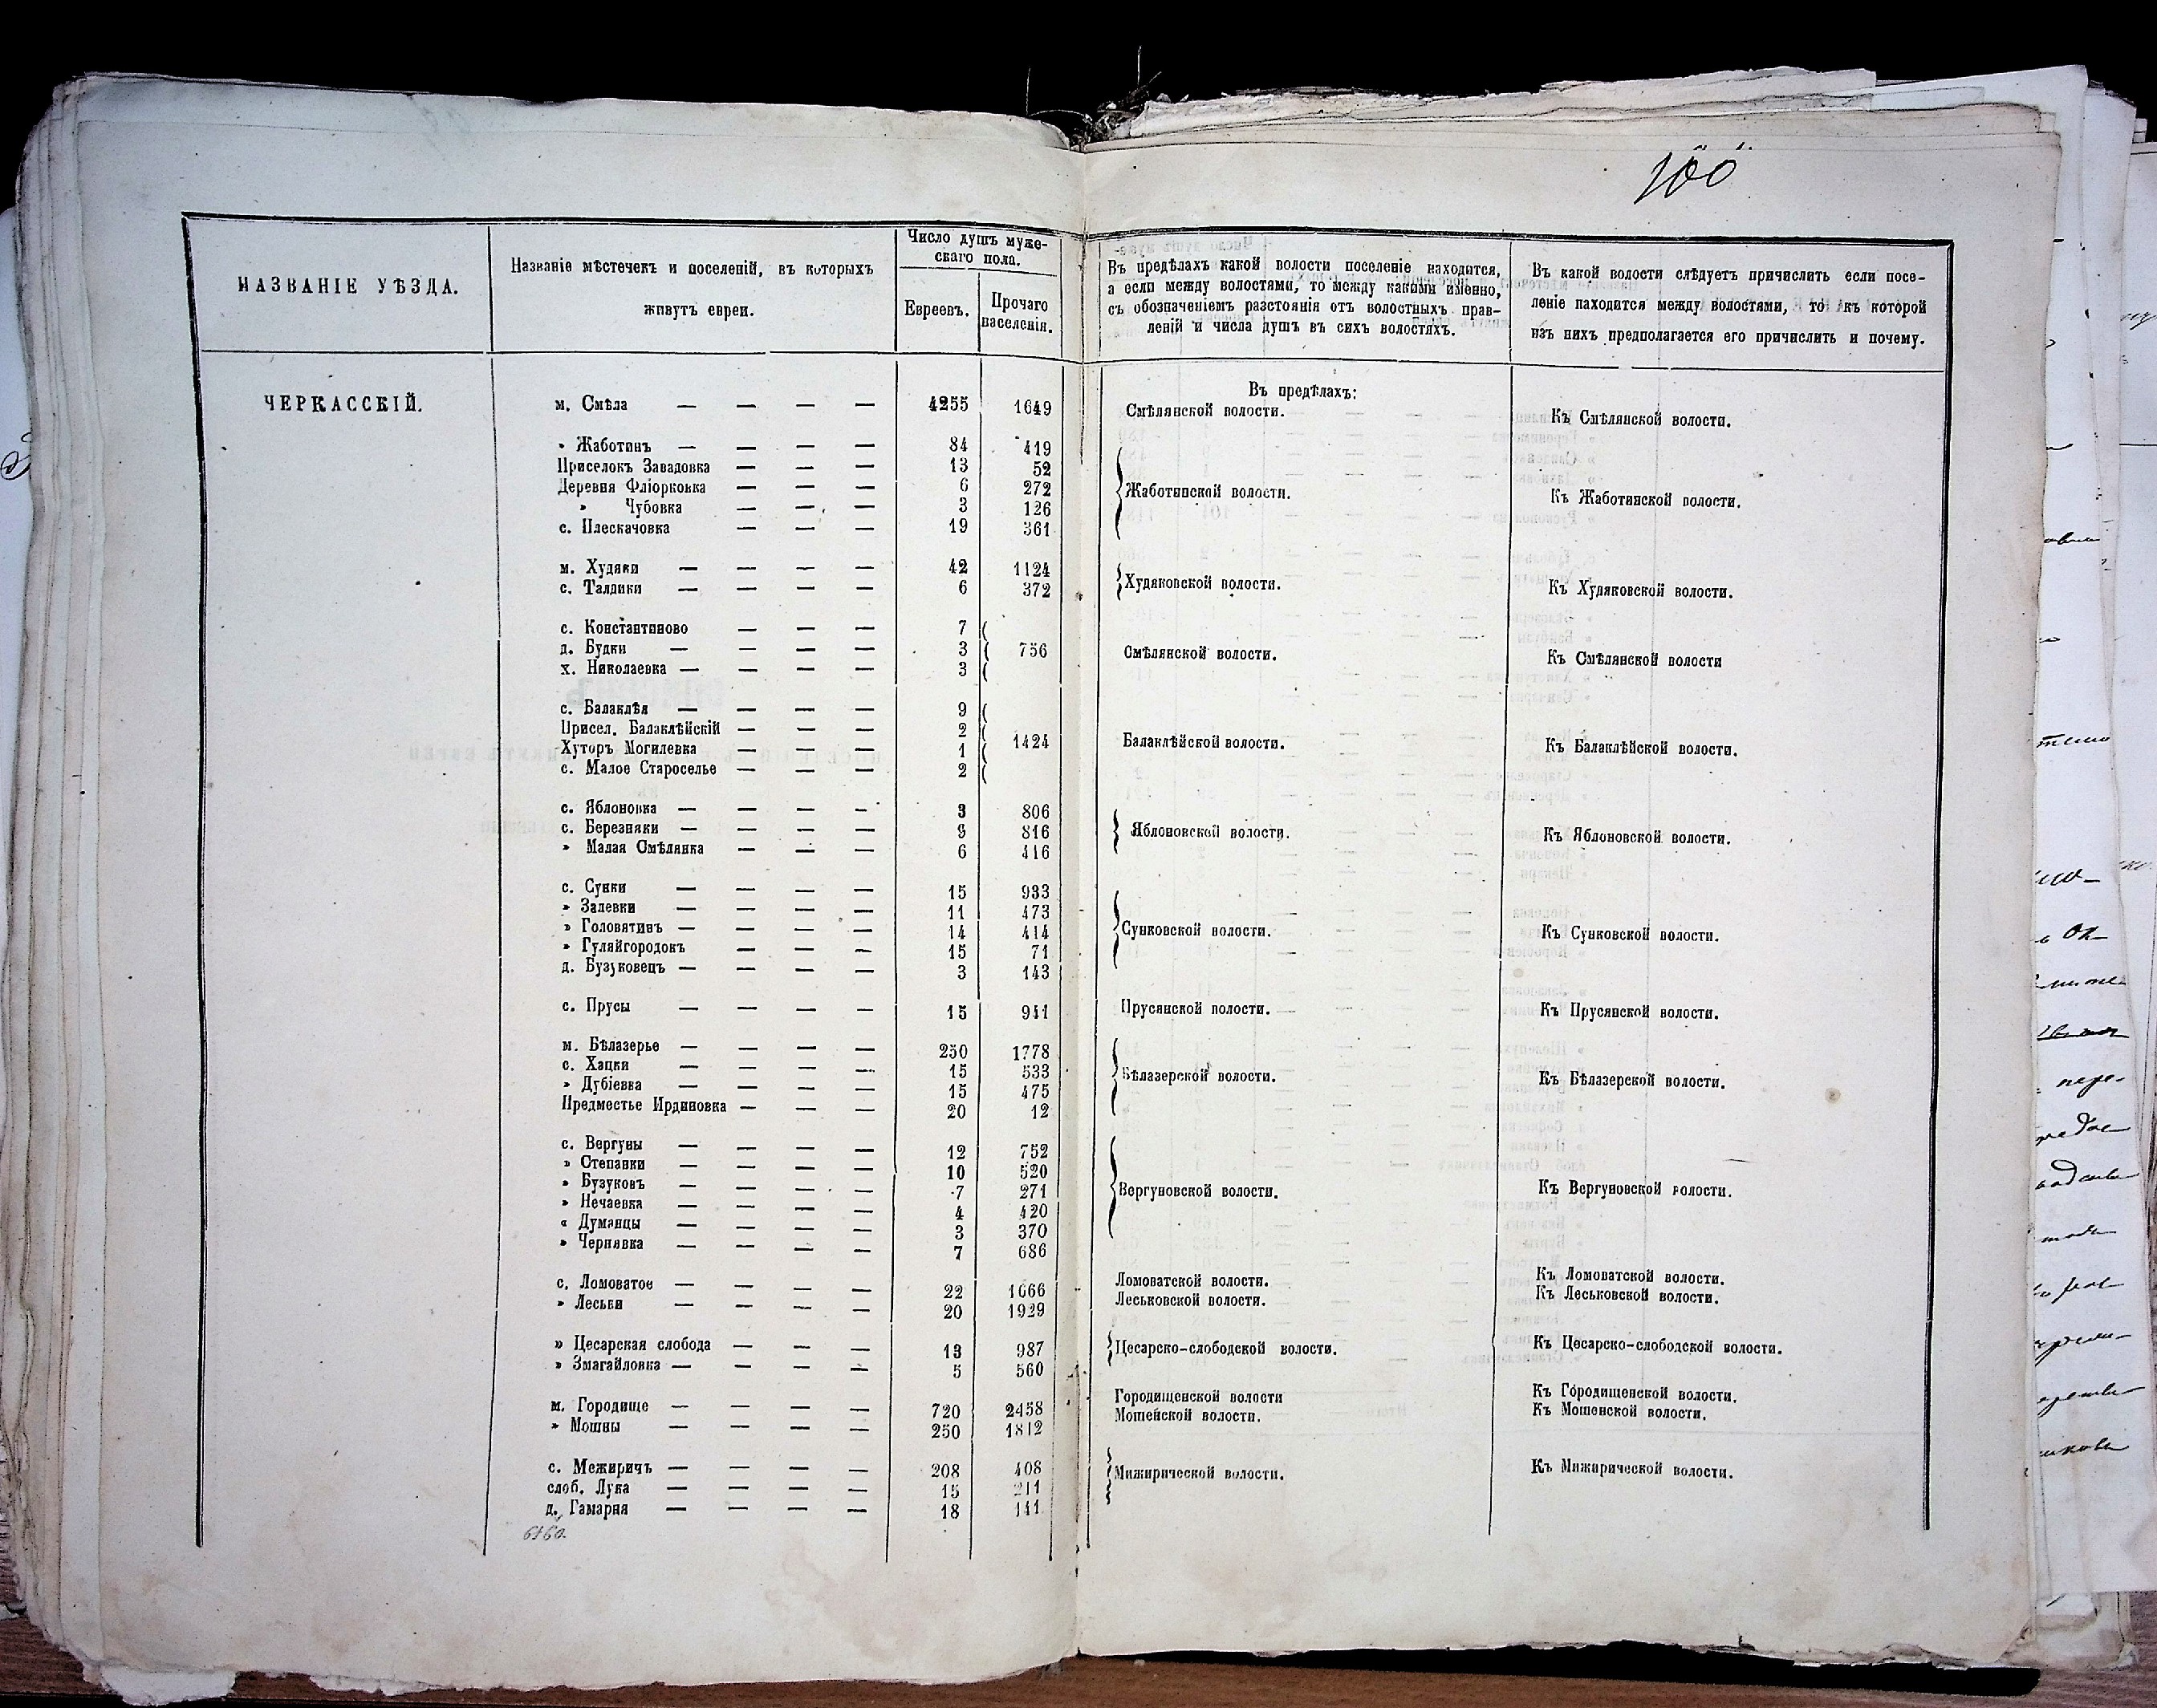 100
НАЗВАНІЕ УѢЗДА.
Названіе мѣстечекъ и поселеній, въ которыхъ
живутъ евреи.
Число душъ муже-
скаго пола.
Евреевъ.
Прочаго
населенія.
Въ предѣлахъ какой волости поселеніе находится,
а если между волостями, то между какими именно,
съ обозначеніемъ разстоянія отъ волостныхъ прав-
леній и числа душъ въ сихъ волостяхъ.
Въ какой волости слѣдуетъ причислить если посе-
леніе находится между волостями, то къ которой
изъ нихъ предполагается его причислить и почему.
ЧЕРКАССКІЙ.
Въ предѣлахъ:
м. Смѣла — — — — 4255 1649 Смѣлянской волости. Къ Смѣлянской волости.
» Жаботинъ — — — — 84 419
Приселокъ Завадовка — — — 13 52
Деревня Фліорковка — — — 6 272 Жаботинской волости. Къ Жаботинской волости.
» Чубовка — — — 3 126
с. Плескачовка — — — 19 361
м. Худяки — — — — 42 1124 Худяковской волости. Къ Худяковской волости.
с. Талдики — — — — 6 372
с. Константиново — — — 7
д. Будки — — — — 3 756 Смѣлянской волости. Къ Смѣлянской волости
х. Николаевка — — — — 3
с. Балаклѣя — — — — 9
Присел. Балаклѣйскій — — — 2 1424 Балаклѣйской волости. Къ Балаклѣйской волости.
Хуторъ Могилевка — — — 1
с. Малое Староселье — — — 2
с. Яблоновка — — — — 3 806
с. Березняки — — — — 816 Яблоновской волости. Къ Яблоновской волости.
» Малая Смѣлянка — — — 6 416
с. Сунки — — — — 15 933
» Залевки — — — — 11 473
» Головятинъ — — — — 14 414 Сунковской волости. Къ Сунковской волости.
» Гуляйгородокъ — — — 15 71
д. Бузуковецъ — — — — 3 143
с. Прусы — — — — 15 941 Прусянской волости. Къ Прусянской волости.
м. Бѣлазерье — — — — 250 1778
с. Хацки — — — — 15 533 Бѣлазерской волости. Къ Бѣлазерской волости.
» Дубіевка — — — — 15 475
Предместье Ирдиновка — — — 20 12
с. Вергуны — — — — 12 752
» Степанки — — — — 10 520
» Бузуковъ — — — — 7 271 Вергуновской волости. Къ Вергуновской волости.
» Нечаевка — — — — 4 420
« Думанцы — — — — 3 370
» Чернявка — — — — 7 686
с. Ломоватое — — — — 22 1066 Ломоватской волости. Къ Ломоватской волости.
» Леськи — — — — 20 1929 Леськовской волости. Къ Леськовской волости.
» Цесарская слобода — — — 13 987 Цесарско-слободской волости. Къ Цесарско-слободской волости.
» Змагайловка — — — — 5 560
м. Городище — — — — 720 2458 Городищенской волости Къ Городищенской волости.
» Мошны — — — — 250 1812 Мошенской волости. Къ Мошенской волости.
с. Межиричъ — — — — 208 408 Мижирической волости. Къ Мижирической волости.
слоб. Лука — — — — 15 211
д. Гамарня — — — — 18 141
6160.